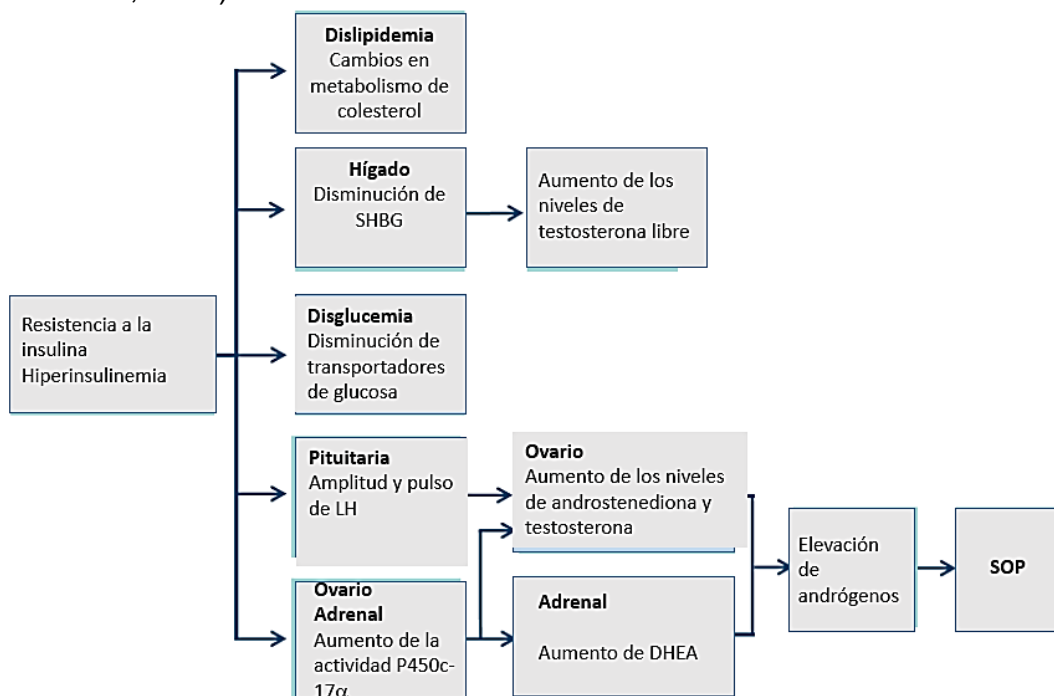 Dislipidemia
Cambios en
metabolismo de
colesterol
Hígado
Disminución de
SHBG
Aumento de los
niveles de
testosterona libre
Resistencia a la
insulina
Hiperinsulinemia
Disglucemia
Disminución de
transportadores
de glucosa
Pituitaria
Amplitud y pulso
de LH
Ovario
Aumento de los niveles
de androstenediona y
testosterona
Elevación
de
andrógenos
SOP
Ovario
Adrenal
Aumento de la
actividad P450c-
17α
Adrenal
Aumento de DHEA